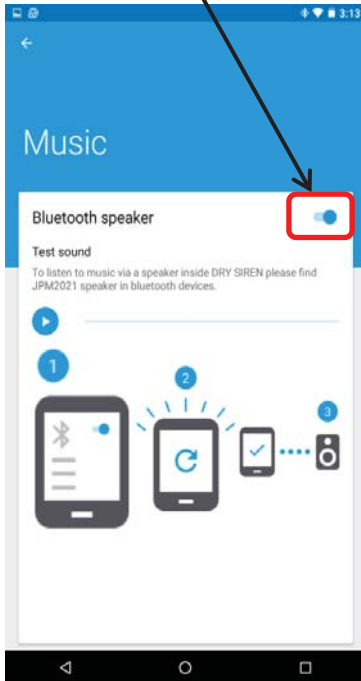 3:13
Music
Bluetooth speaker
Test sound
To listen to music via a speaker inside DRY SIREN please find
JPM2021 speaker in bluetooth devices.
1
2
3